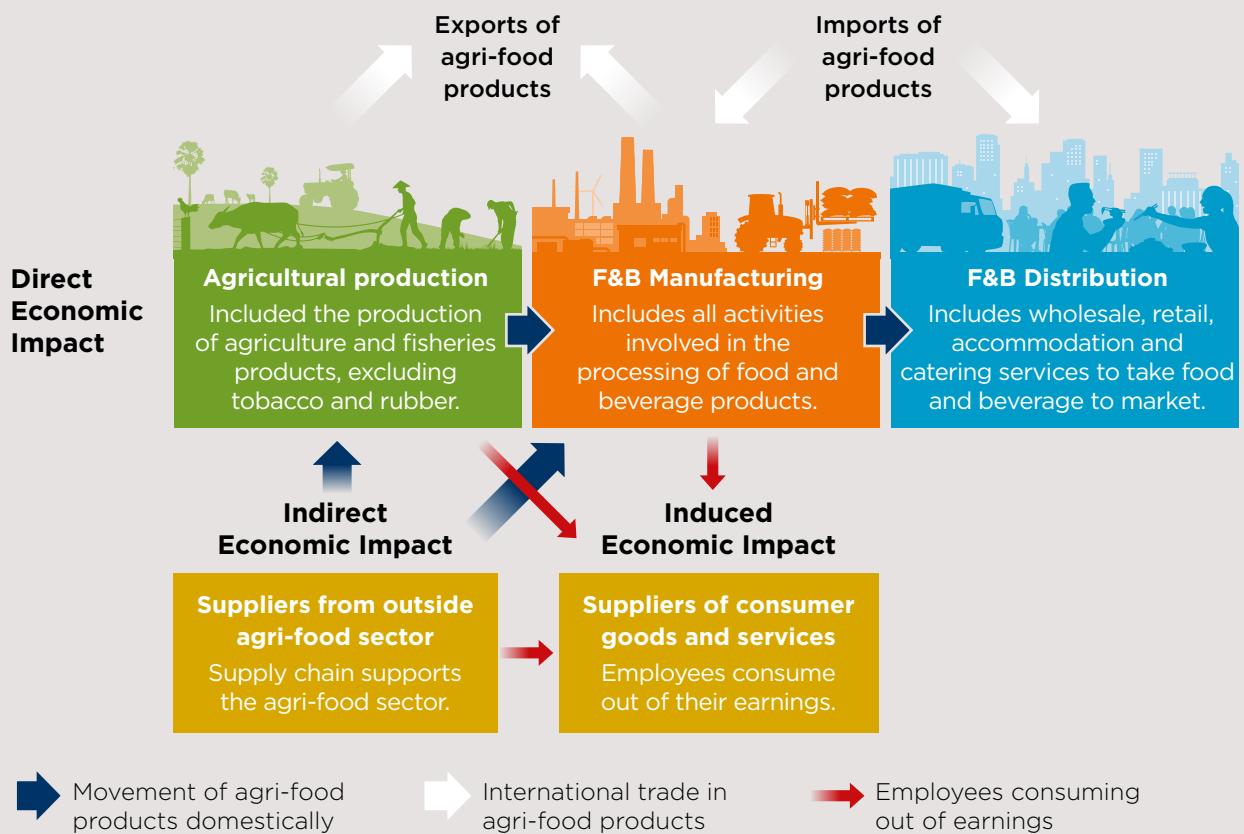 Exports of
agri-food
products
Imports of
agri-food
products
Direct
Economic
Impact
Agricultural production
Included the production
of agriculture and fisheries
products, excluding
tobacco and rubber.
F&B Manufacturing
Includes all activities
involved in the
processing of food and
beverage products.
F&B Distribution
Includes wholesale, retail,
accommodation and
catering services to take food
and beverage to market.
Indirect
Economic Impact
Induced
Economic Impact
Suppliers from outside
agri-food sector
Supply chain supports
the agri-food sector.
Suppliers of consumer
goods and services
Employees consume
out of their earnings.
Movement of agri-food
products domestically
International trade in
agri-food products
Employees consuming
out of earnings